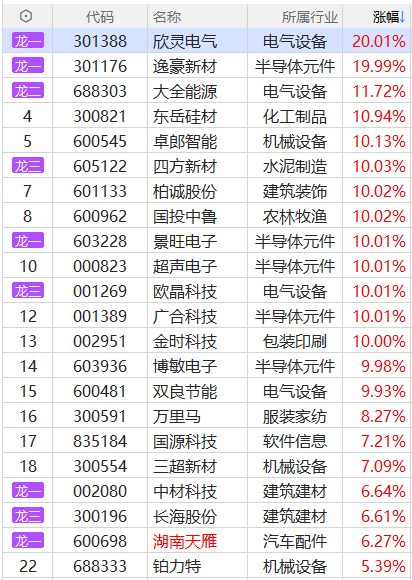 代码 名称 所属行业 涨幅↓
龙一 301388 欣灵电气 电气设备 20.01%
龙一 301176 逸豪新材 半导体元件 19.99%
龙二 688303 大全能源 电气设备 11.72%
4 300821 东岳硅材 化工制品 10.94%
5 600545 卓郎智能 机械设备 10.13%
龙三 605122 四方新材 水泥制造 10.03%
7 601133 柏诚股份 建筑装饰 10.02%
8 600962 国投中鲁 农林牧渔 10.02%
龙一 603228 景旺电子 半导体元件 10.01%
10 000823 超声电子 半导体元件 10.01%
龙三 001269 欧晶科技 电气设备 10.01%
12 001389 广合科技 半导体元件 10.01%
13 002951 金时科技 包装印刷 10.00%
14 603936 博敏电子 半导体元件 9.98%
15 600481 双良节能 电气设备 9.93%
16 300591 万里马 服装家纺 8.27%
17 835184 国源科技 软件信息 7.21%
18 300554 三超新材 机械设备 7.09%
龙一 002080 中材科技 建筑建材 6.64%
龙三 300196 长海股份 建筑建材 6.61%
龙一 600698 湖南天雁 汽车配件 6.27%
22 688333 铂力特 机械设备 5.39%